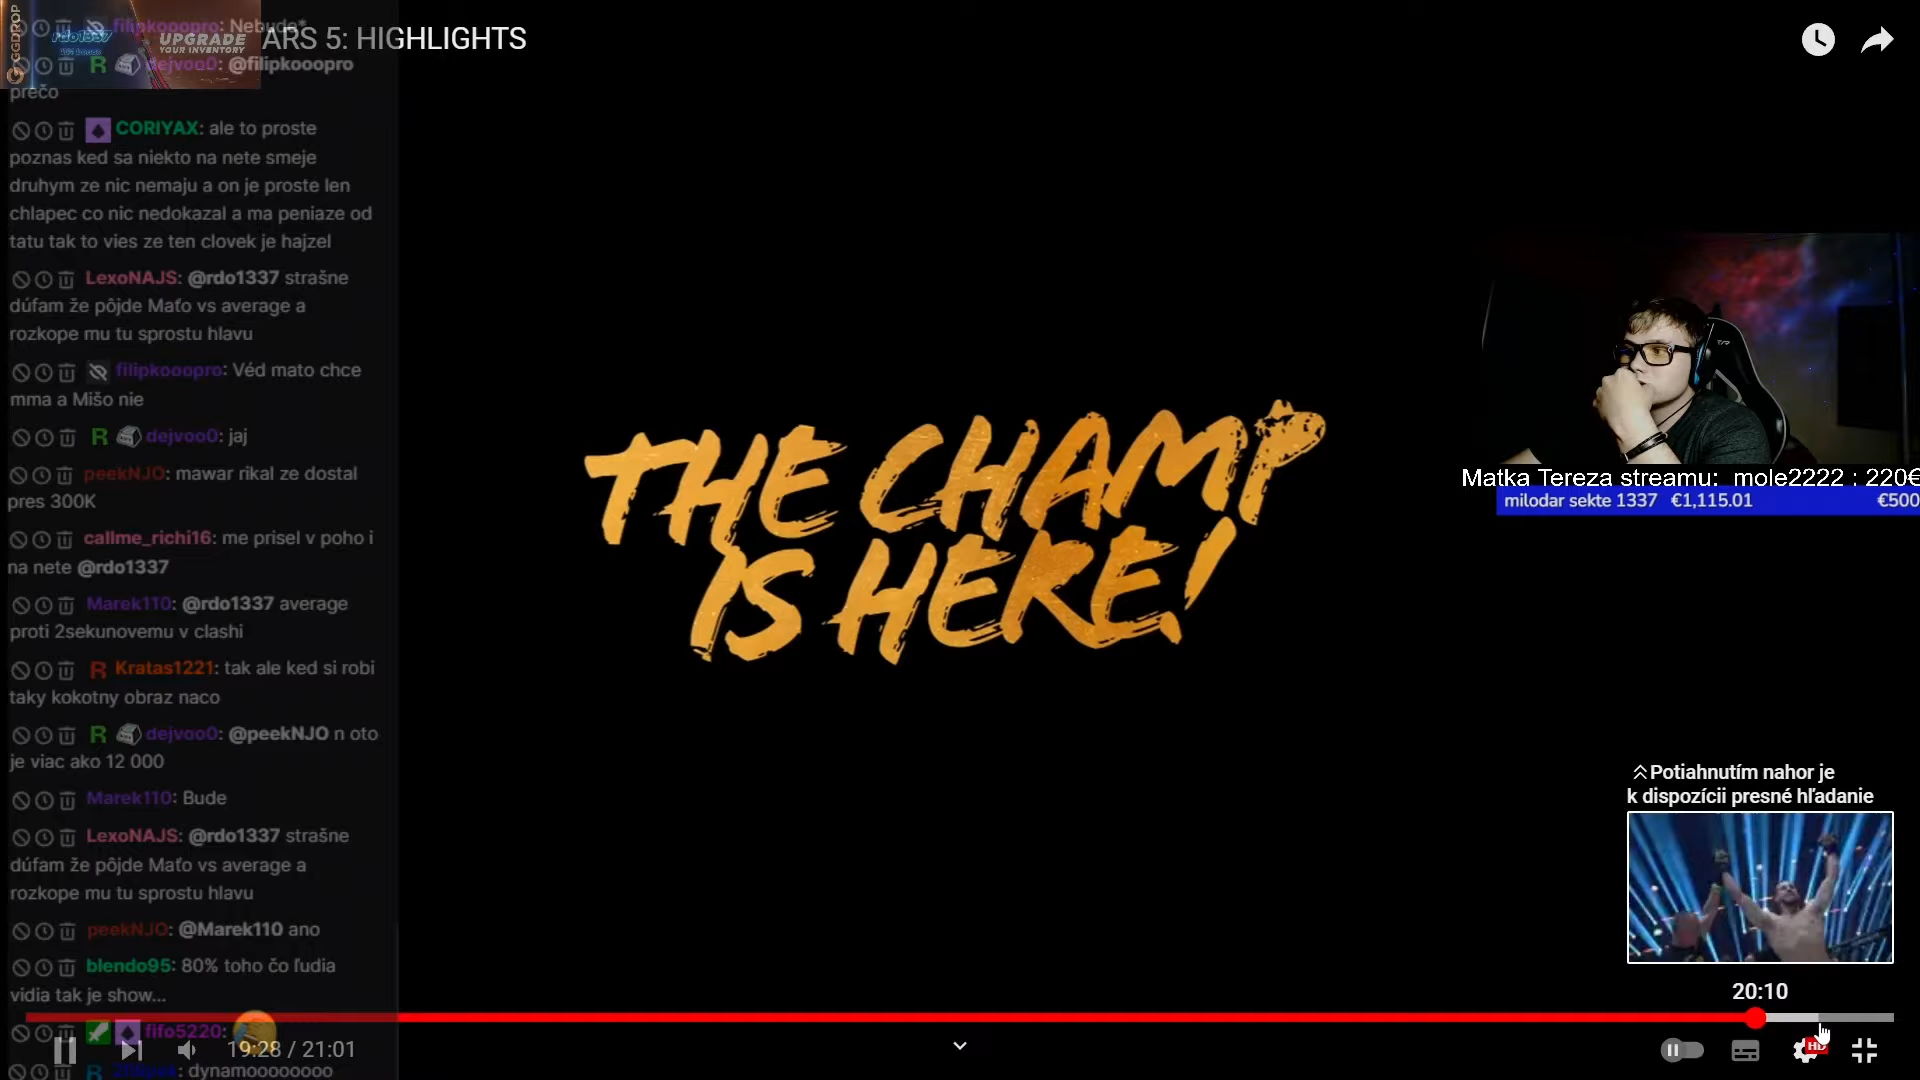 GGDROP
rdo1337
UPGRADE
YOUR INVENTORY
ARS 5: HIGHLIGHTS
filipkooopro: Nebude*
dejvoo0: @filipkooopro
prečo
CORIYAX: ale to proste
poznas ked sa niekto na nete smeje
druhym ze nic nemaju a on je proste len
chlapec co nic nedokazal a ma peniaze od
tatu tak to vies ze ten clovek je hajzel
LexoNAJS: @rdo1337 strašne
dúfam že pôjde Maťo vs average a
rozkope mu tu sprostu hlavu
filipkooopro: Véd mato chce
mma a Mišo nie
dejvoo0: jaj
peekNJO: mawar rikal ze dostal
pres 300K
callme_richi16: me prisel v poho i
na nete @rdo1337
Marek110: @rdo1337 average
proti 2sekunovemu v clashi
Kratas1221: tak ale ked si robi
taky kokotny obraz naco
dejvoo0: @peekNJO n oto
je viac ako 12 000
Marek110: Bude
LexoNAJS: @rdo1337 strašne
dúfam že pôjde Maťo vs average a
rozkope mu tu sprostu hlavu
peekNJO: @Marek110 ano
blendo95: 80% toho čo ľudia
vidia tak je show...
fifo5220:
dynamoooooooo
THE CHAMP
IS HERE!
Matka Tereza streamu: mole2222 : 220€
milodar sekte 1337 €1,115.01 €500
Potiahnutím nahor je
k dispozícii presné hľadanie
20:10
19:28 / 21:01
HD